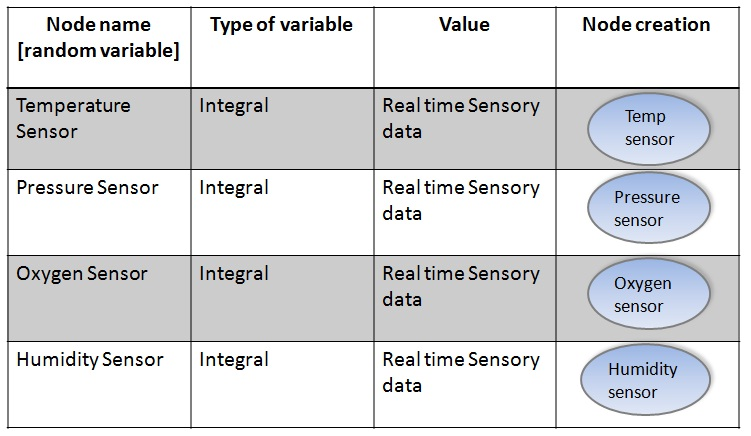 Node name Type of variable Value Node creation
[random variable]
Temperature Integral Real time Sensory Temp
Sensor data sensor
Pressure Sensor Integral Real time Sensory Pressure
data sensor
Oxygen Sensor Integral Real time Sensory Oxygen
data sensor
Humidity Sensor Integral Real time Sensory Humidity
data sensor